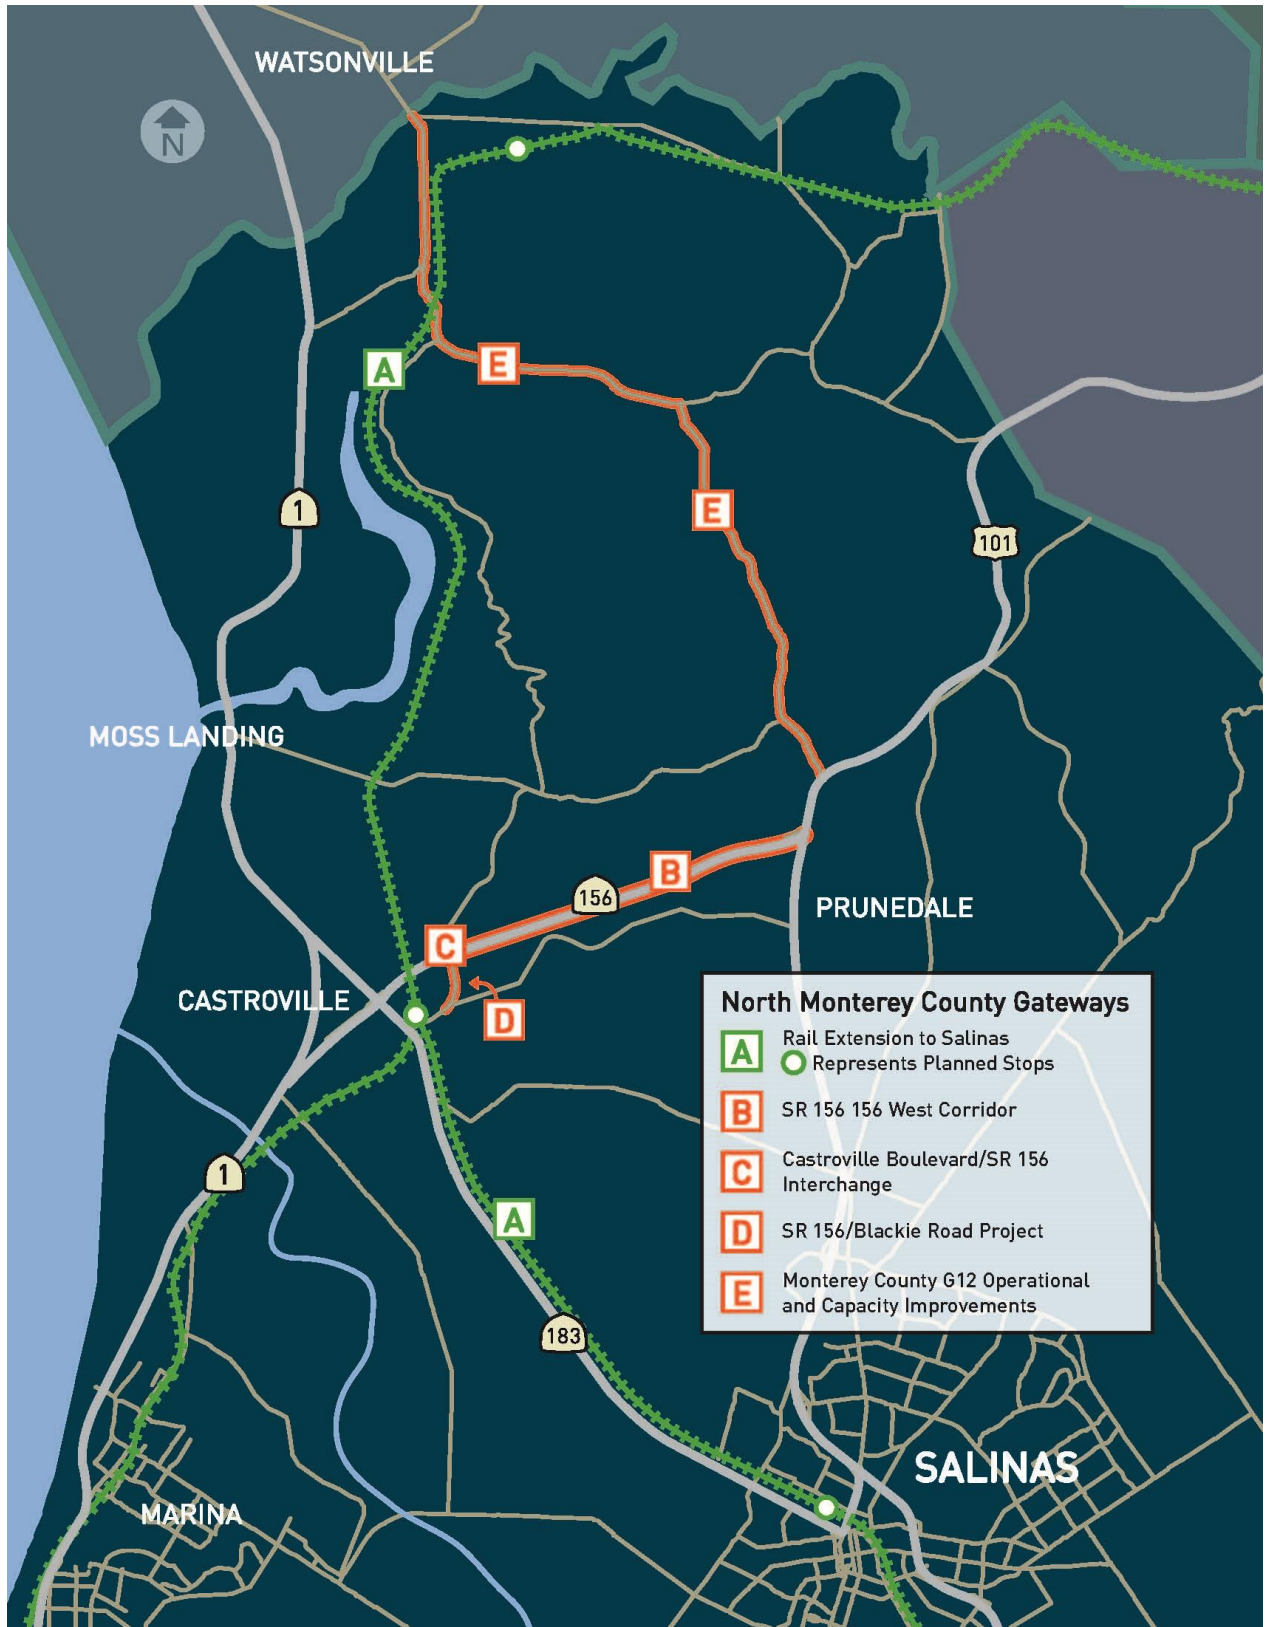 WATSONVILLE
N
A
E
1
E
101
MOSS LANDING
B
156
PRUNEDALE
C
CASTROVILLE
D
North Monterey County Gateways
A Rail Extension to Salinas
Represents Planned Stops
B SR 156 156 West Corridor
C Castroville Boulevard/SR 156
Interchange
D SR 156/Blackie Road Project
E Monterey County G12 Operational
and Capacity Improvements
1
A
183
SALINAS
MARINA